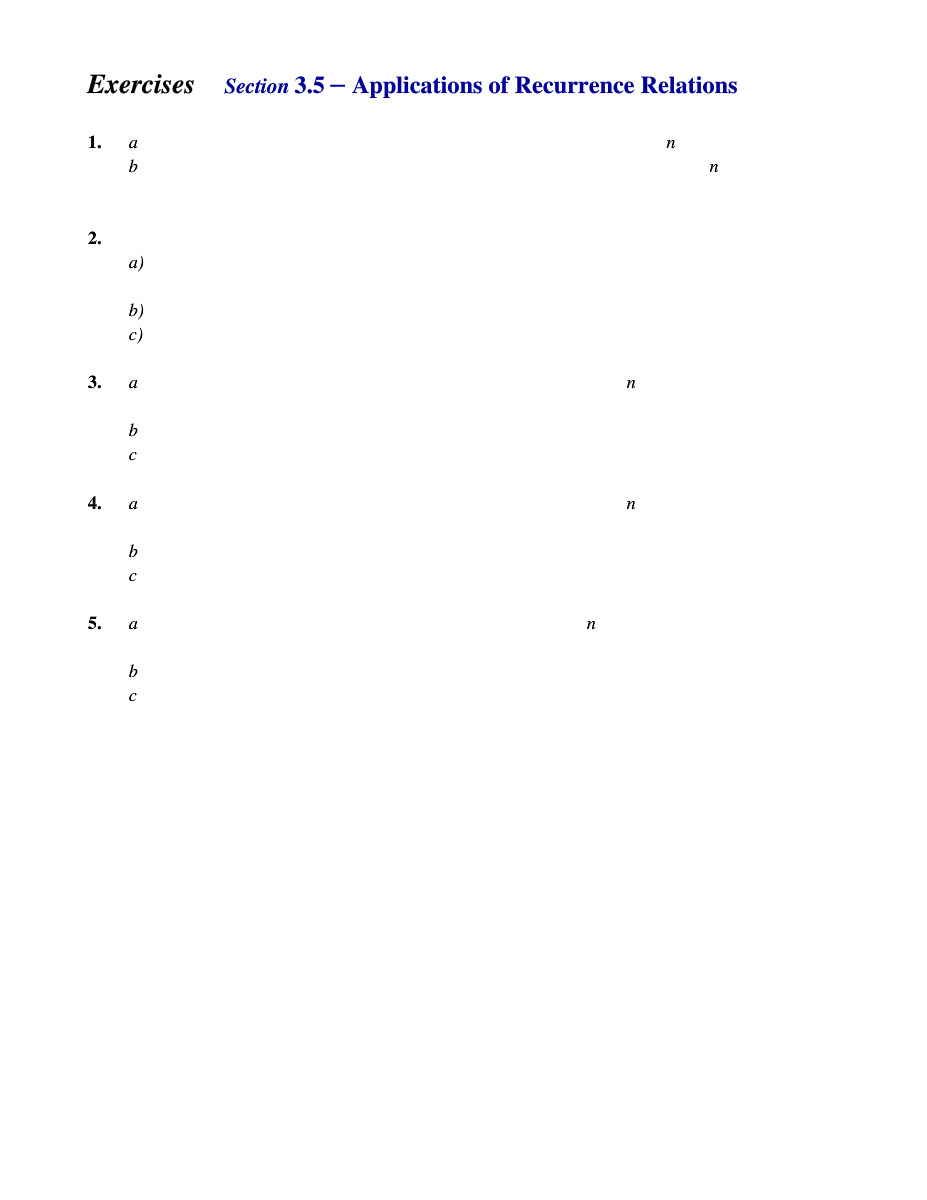 Exercises Section 3.5 – Applications of Recurrence Relations
1. a n
b n
2.
a)
b)
c)
3. a n
b
c
4. a n
b
c
5. a n
b
c